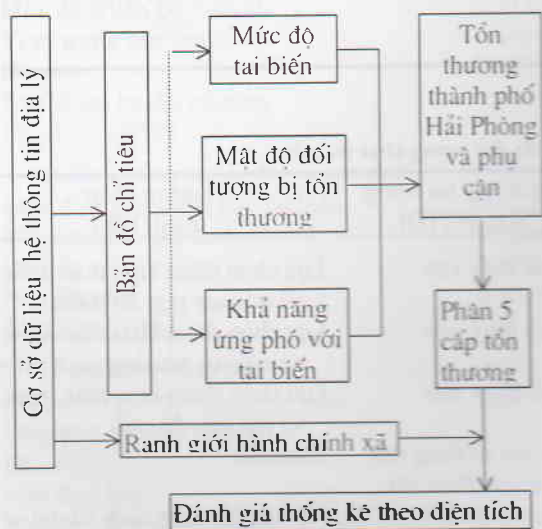 Cơ sở dữ liệu hệ thông tin địa lý
Bản đồ chỉ tiêu
Mức độ
tai biến
Mật độ đối
tượng bị tổn
thương
Khả năng
ứng phó với
tai biến
Tổn
thương
thành phố
Hải Phòng
và phụ
cận
Phân 5
cấp tổn
thương
Ranh giới hành chính xã
Đánh giá thống kê theo diện tích